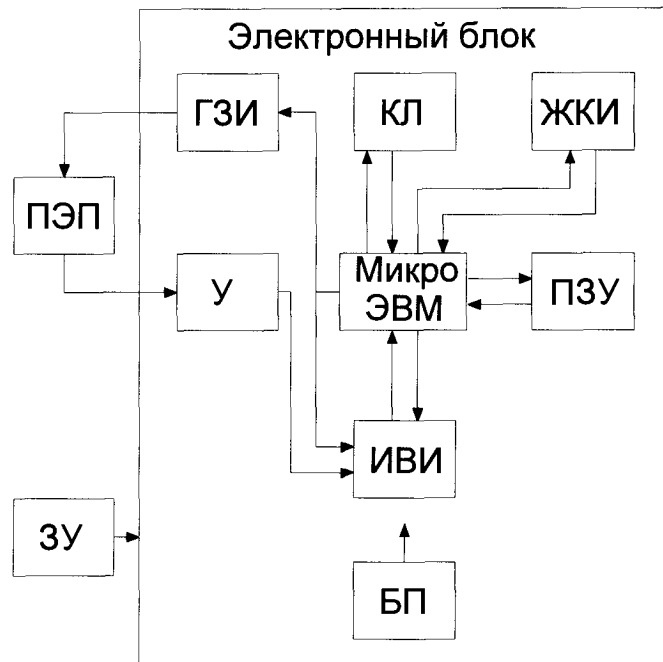 Электронный блок
ГЗИ
КЛ
ЖКИ
ПЭП
У
Микро
ЭВМ
ПЗУ
ИВИ
ЗУ
БП